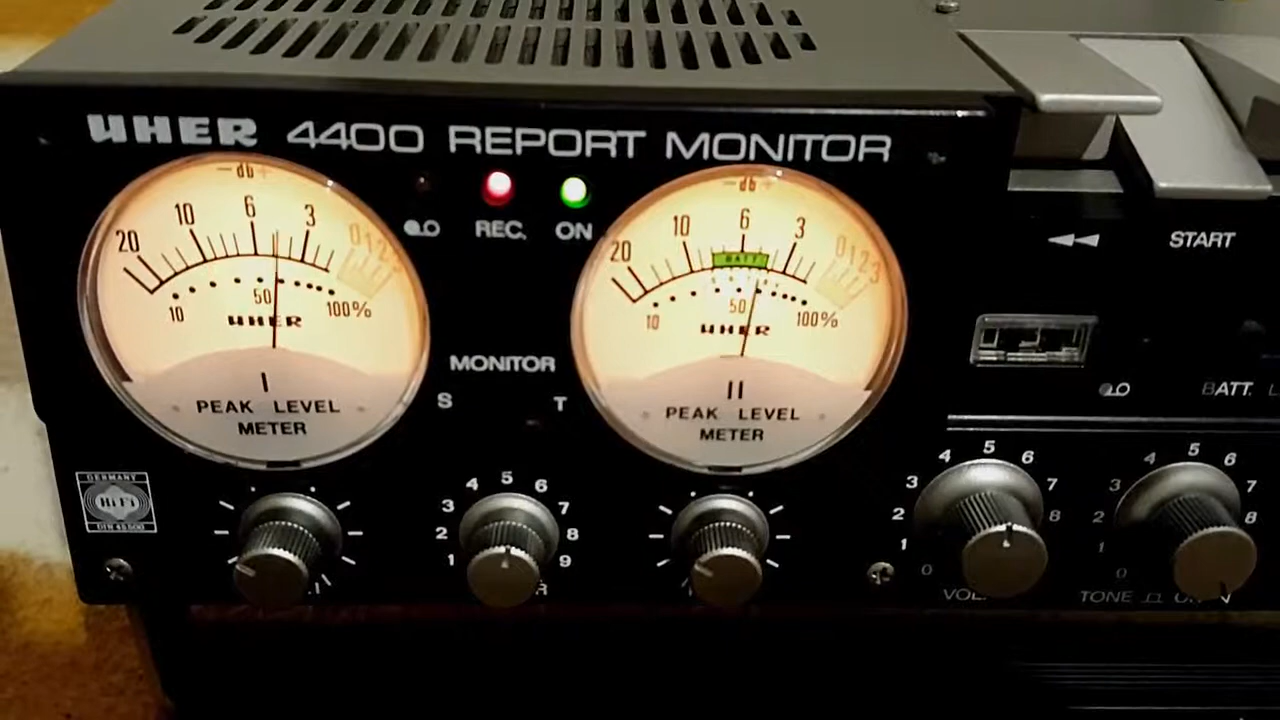 UHER 4400 REPORT MONITOR
- db +
20 10 6 3 0 1 2 3
10 50 100%
UHER
I
PEAK LEVEL
METER
REC. ON
- db +
20 10 6 3 0 1 2 3
BATT
10 50 100%
UHER
II
PEAK LEVEL
METER
MONITOR
S T
START
BATT.
GERMANY
Hi Fi
DIN 45500
1 2 3 4 5 6 7 8 9
R
0 1 2 3 4 5 6 7 8
VOL.
0 1 2 3 4 5 6 7 8
TONE